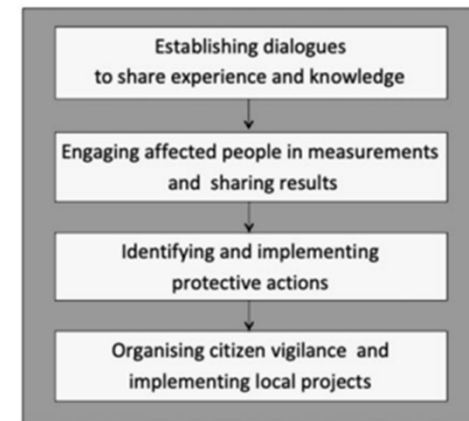 Establishing dialogues
to share experience and knowledge
Engaging affected people in measurements
and sharing results
Identifying and implementing
protective actions
Organising citizen vigilance and
implementing local projects